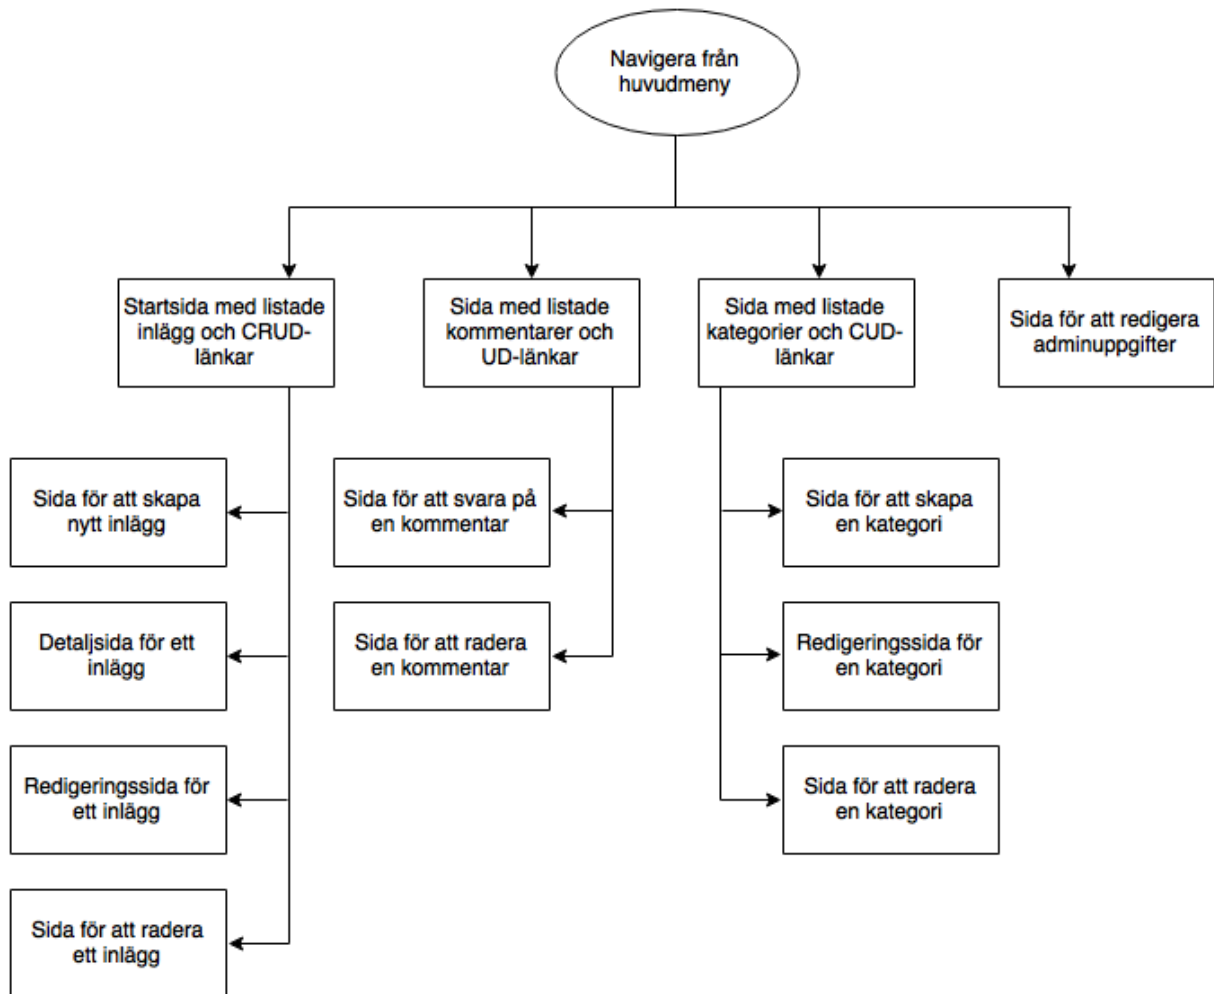 Navigera från
huvudmeny
Startsida med listade
inlägg och CRUD-
länkar
Sida med listade
kommentarer och
UD-länkar
Sida med listade
kategorier och CUD-
länkar
Sida för att redigera
adminuppgifter
Sida för att skapa
nytt inlägg
Sida för att svara på
en kommentar
Sida för att skapa
en kategori
Detaljsida för ett
inlägg
Sida för att radera
en kommentar
Redigeringssida för
en kategori
Redigeringssida för
ett inlägg
Sida för att radera
en kategori
Sida för att radera
ett inlägg